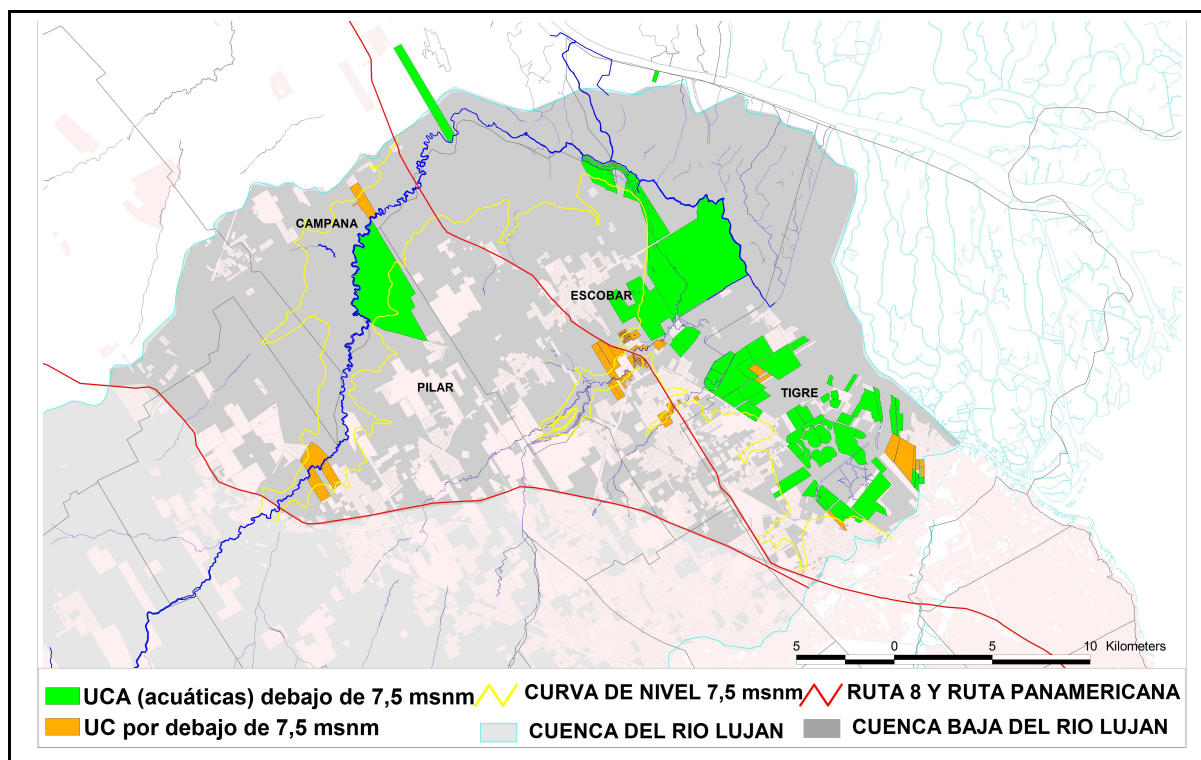 CAMPANA
ESCOBAR
PILAR
TIGRE
5 0 5 10 Kilometers
UCA (acuáticas) debajo de 7,5 msnm
CURVA DE NIVEL 7,5 msnm
RUTA 8 Y RUTA PANAMERICANA
UC por debajo de 7,5 msnm
CUENCA DEL RIO LUJAN
CUENCA BAJA DEL RIO LUJAN